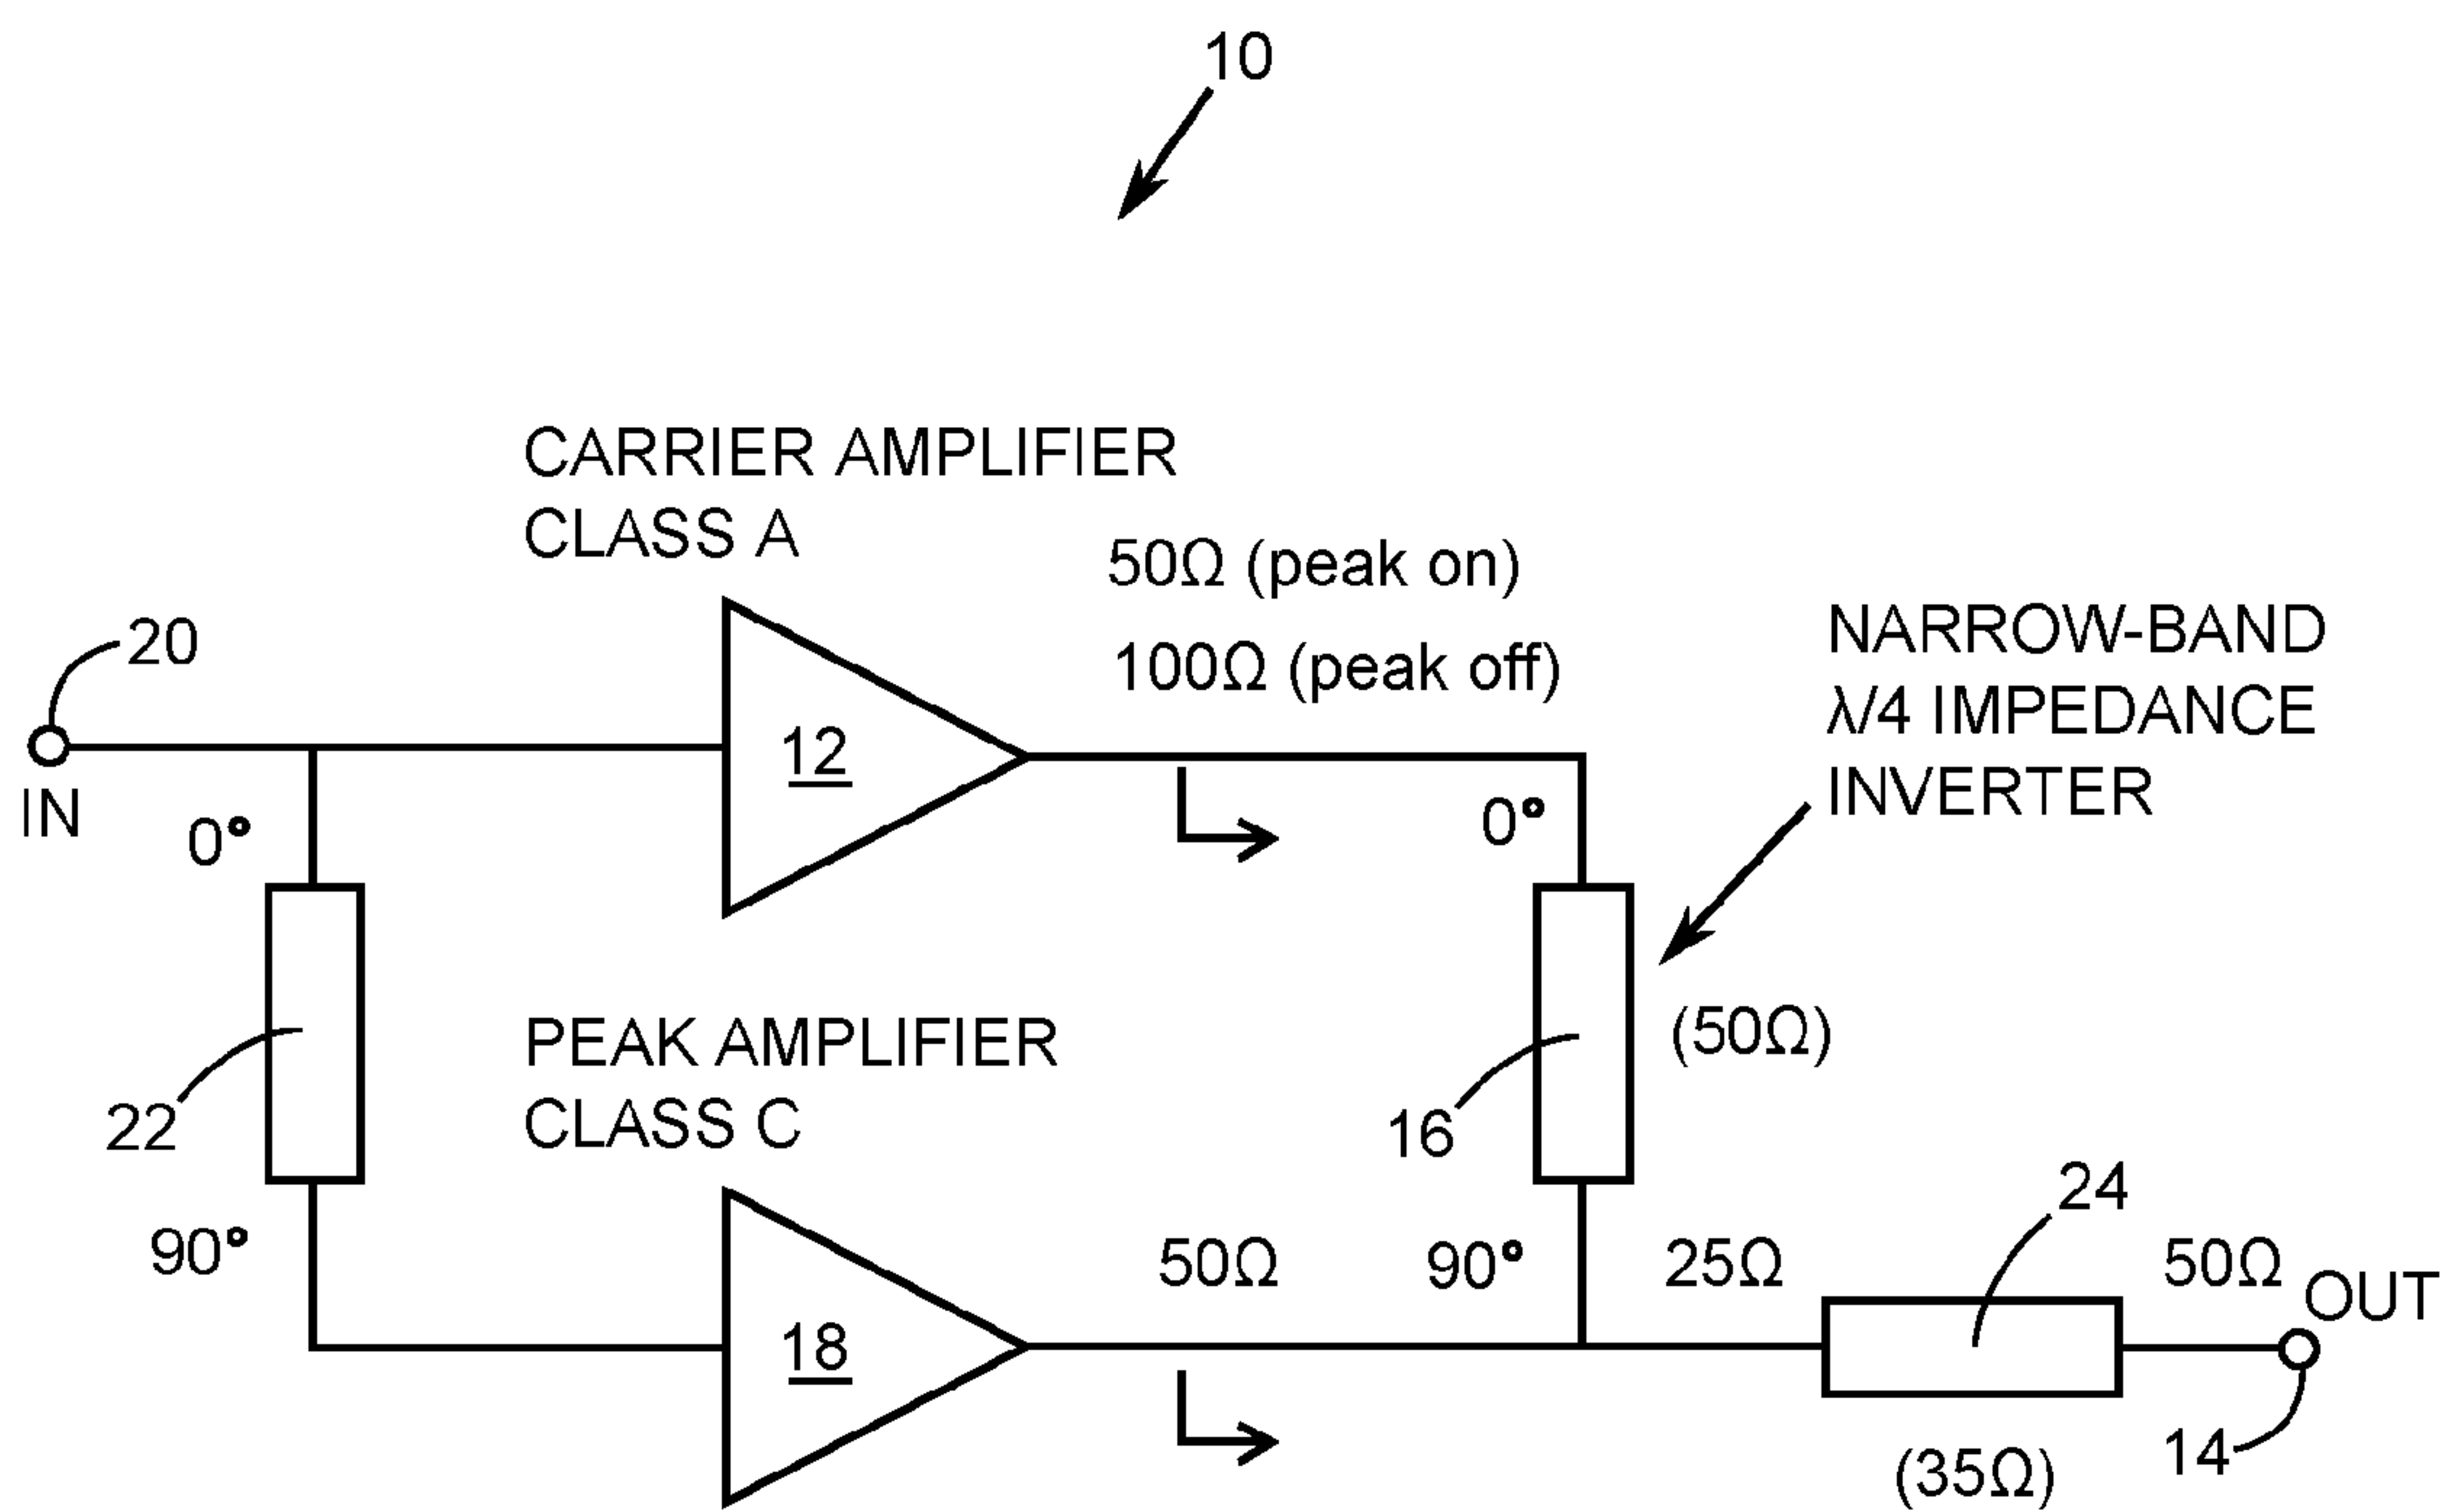 10
CARRIER AMPLIFIER
CLASS A
50Ω (peak on)
100Ω (peak off)
NARROW-BAND
λ/4 IMPEDANCE
INVERTER
20
12
IN
0°
0°
(50Ω)
PEAK AMPLIFIER
CLASS C
22
16
24
90°
50Ω
90°
25Ω
50Ω
OUT
18
14
(35Ω)